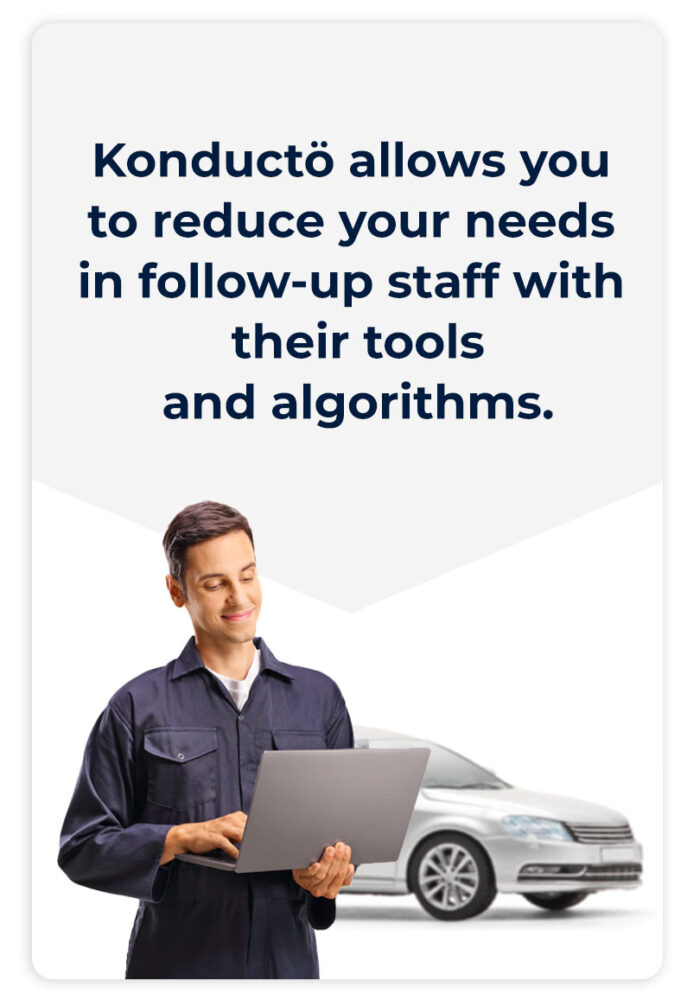 Konductö allows you
to reduce your needs
in follow-up staff with
their tools
and algorithms.